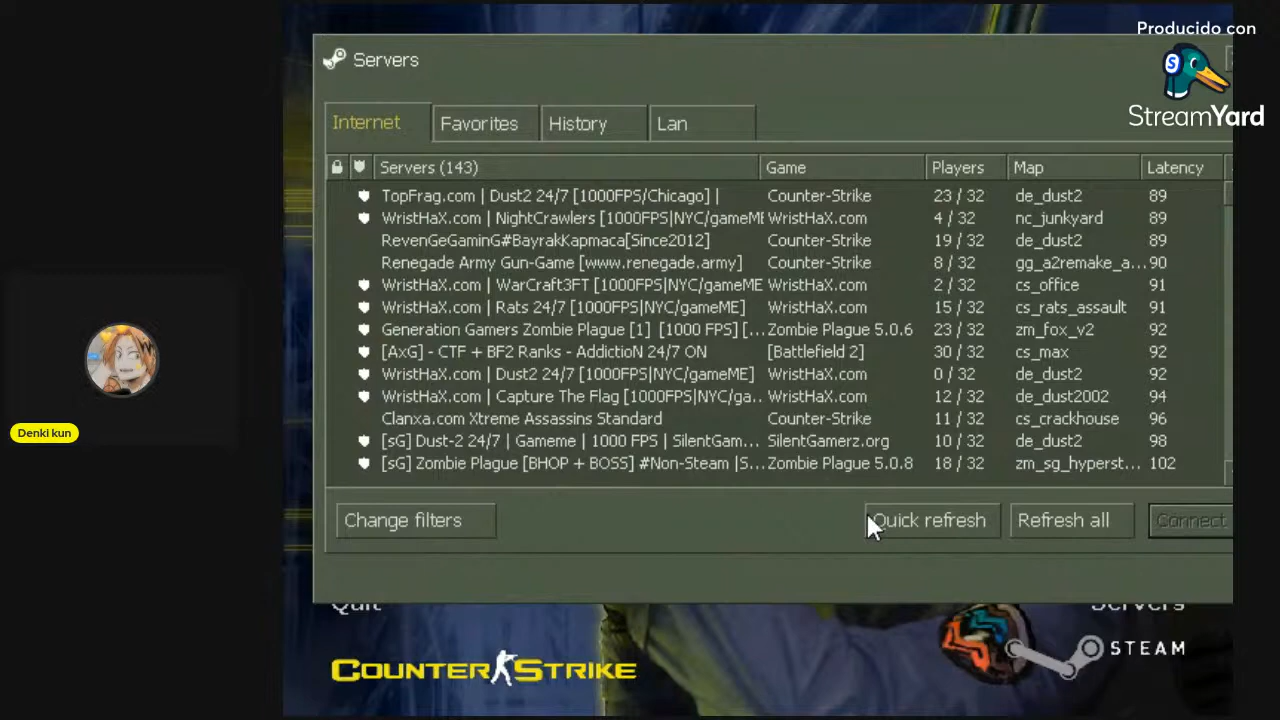 Producido con
StreamYard
Servers
Internet Favorites History Lan
Servers (143) Game Players Map Latency
TopFrag.com | Dust2 24/7 [1000FPS/Chicago] | Counter-Strike 23 / 32 de_dust2 89
WristHaX.com | NightCrawlers [1000FPS|NYC/gameME WristHaX.com 4 / 32 nc_junkyard 89
RevenGeGaminG#BayrakKapmaca[Since2012] Counter-Strike 19 / 32 de_dust2 89
Renegade Army Gun-Game [www.renegade.army] Counter-Strike 8 / 32 gg_a2remake_a... 90
WristHaX.com | WarCraft3FT [1000FPS|NYC/gameME WristHaX.com 2 / 32 cs_office 91
WristHaX.com | Rats 24/7 [1000FPS|NYC/gameME] WristHaX.com 15 / 32 cs_rats_assault 91
Generation Gamers Zombie Plague [1] [1000 FPS] [... Zombie Plague 5.0.6 23 / 32 zm_fox_v2 92
[AxG] - CTF + BF2 Ranks - AddictioN 24/7 ON [Battlefield 2] 30 / 32 cs_max 92
WristHaX.com | Dust2 24/7 [1000FPS|NYC/gameME] WristHaX.com 0 / 32 de_dust2 92
WristHaX.com | Capture The Flag [1000FPS|NYC/ga... WristHaX.com 12 / 32 de_dust2002 94
Clanxa.com Xtreme Assassins Standard Counter-Strike 11 / 32 cs_crackhouse 96
[sG] Dust-2 24/7 | Gameme | 1000 FPS | SilentGam... SilentGamerz.org 10 / 32 de_dust2 98
[sG] Zombie Plague [BHOP + BOSS] #Non-Steam |S... Zombie Plague 5.0.8 18 / 32 zm_sg_hyperst... 102
Denki kun
Change filters Quick refresh Refresh all Connect
Quit Servers
COUNTER STRIKE STEAM